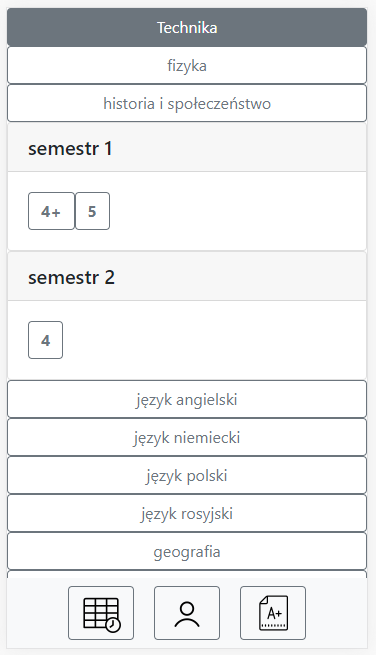 Technika
fizyka
historia i społeczeństwo
semestr 1
4+ 5
semestr 2
4
język angielski
język niemiecki
język polski
język rosyjski
geografia
A+